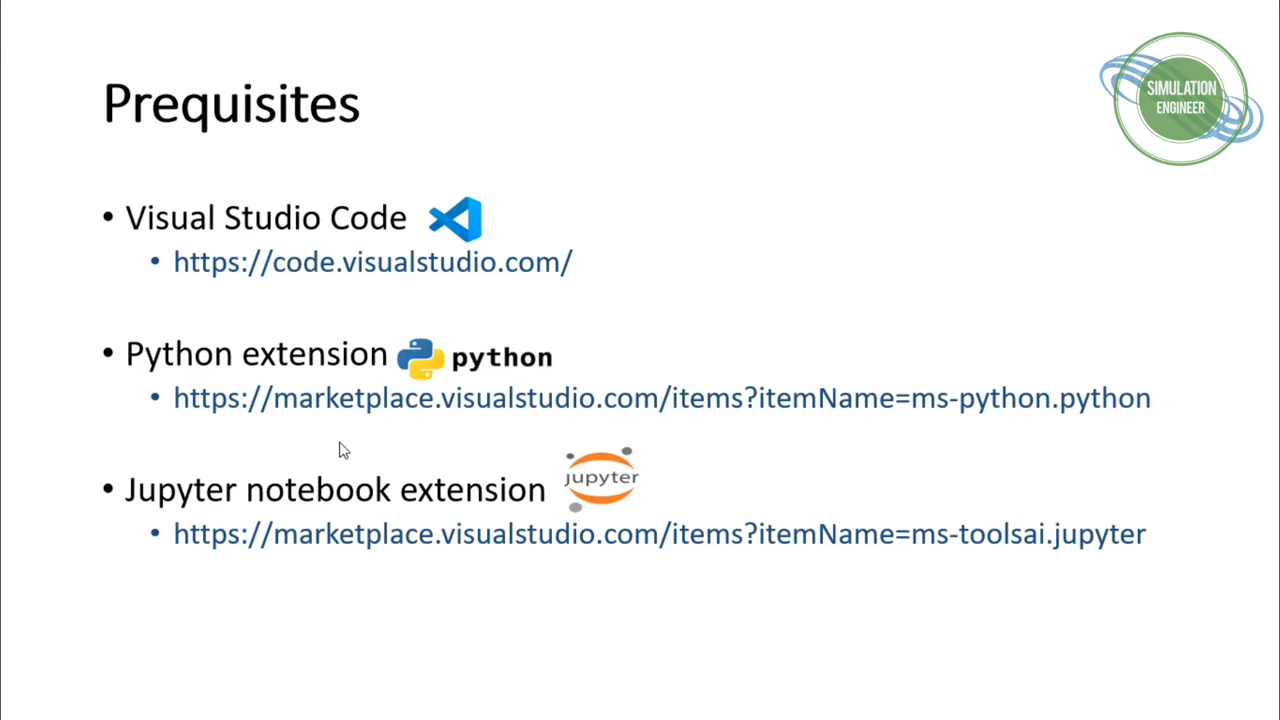 Prequisites
SIMULATION
ENGINEER
• Visual Studio Code
• https://code.visualstudio.com/
• Python extension python
• https://marketplace.visualstudio.com/items?itemName=ms-python.python
• Jupyter notebook extension jupyter
• https://marketplace.visualstudio.com/items?itemName=ms-toolsai.jupyter